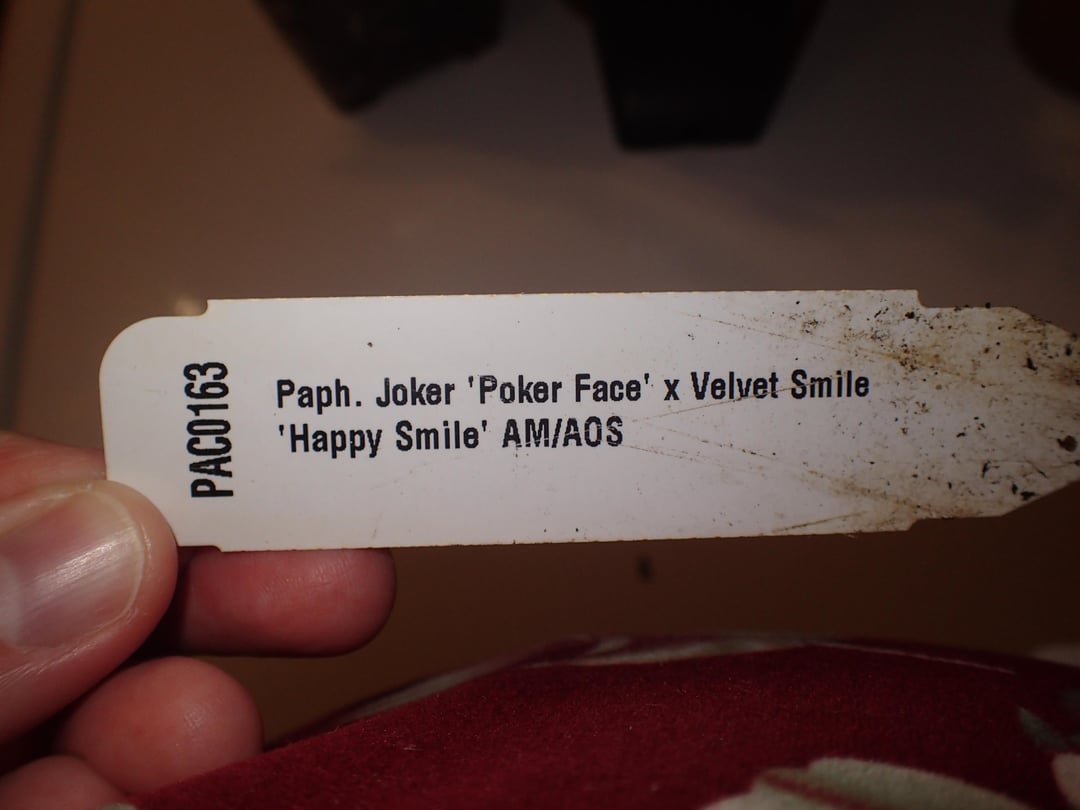 PAC0163
Paph. Joker 'Poker Face' x Velvet Smile
'Happy Smile' AM/AOS